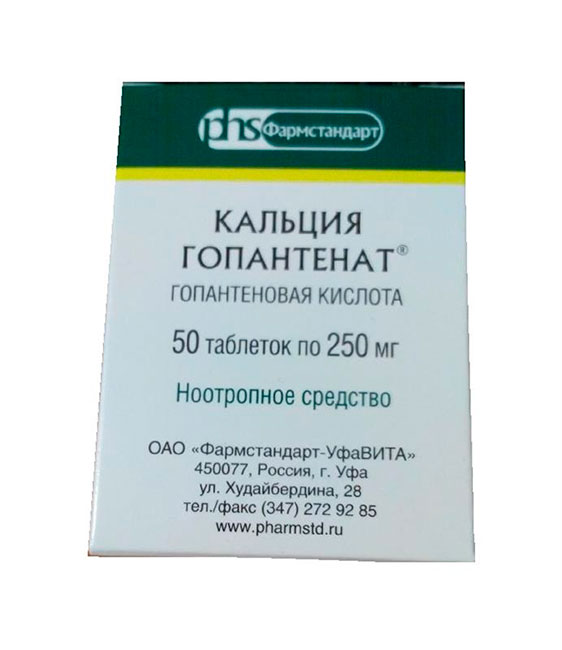 phs Фармстандарт
КАЛЬЦИЯ
ГОПАНТЕНАТ®
ГОПАНТЕНОВАЯ КИСЛОТА
50 таблеток по 250 мг
Ноотропное средство
ОАО «Фармстандарт-УфаВИТА»
450077, Россия, г. Уфа
ул. Худайбердина, 28
тел./факс (347) 272 92 85
www.pharmstd.ru